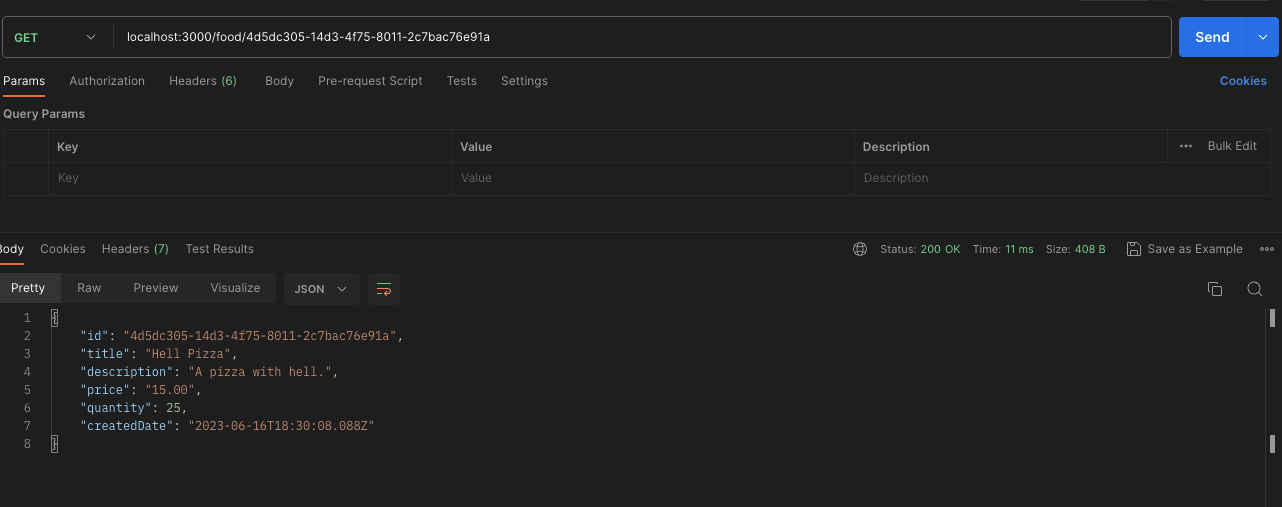 GET localhost:3000/food/4d5dc305-14d3-4f75-8011-2c7bac76e91a Send
Params Authorization Headers (6) Body Pre-request Script Tests Settings Cookies
Query Params
Key Value Description ••• Bulk Edit
Key Value Description
Body Cookies Headers (7) Test Results Status: 200 OK Time: 11 ms Size: 408 B Save as Example •••
Pretty Raw Preview Visualize JSON
1 {
2 "id": "4d5dc305-14d3-4f75-8011-2c7bac76e91a",
3 "title": "Hell Pizza",
4 "description": "A pizza with hell.",
5 "price": "15.00",
6 "quantity": 25,
7 "createdDate": "2023-06-16T18:30:08.088Z"
8 }